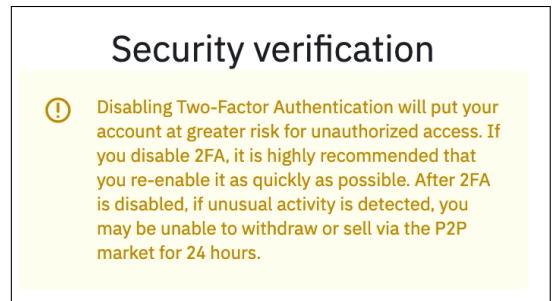 Security verification
Disabling Two-Factor Authentication will put your
account at greater risk for unauthorized access. If
you disable 2FA, it is highly recommended that
you re-enable it as quickly as possible. After 2FA
is disabled, if unusual activity is detected, you
may be unable to withdraw or sell via the P2P
market for 24 hours.